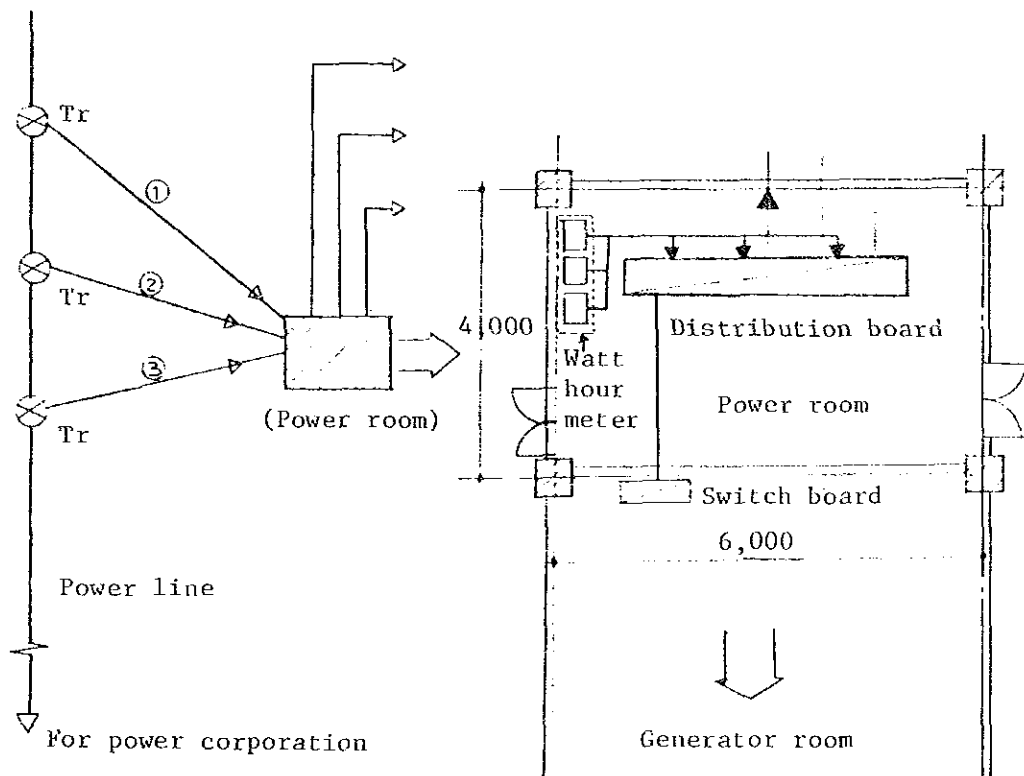 Tr
①
Tr
②
③
Tr
(Power room)
Power line
For power corporation
4,000
Distribution board
Watt
hour
meter
Power room
Switch board
6,000
Generator room